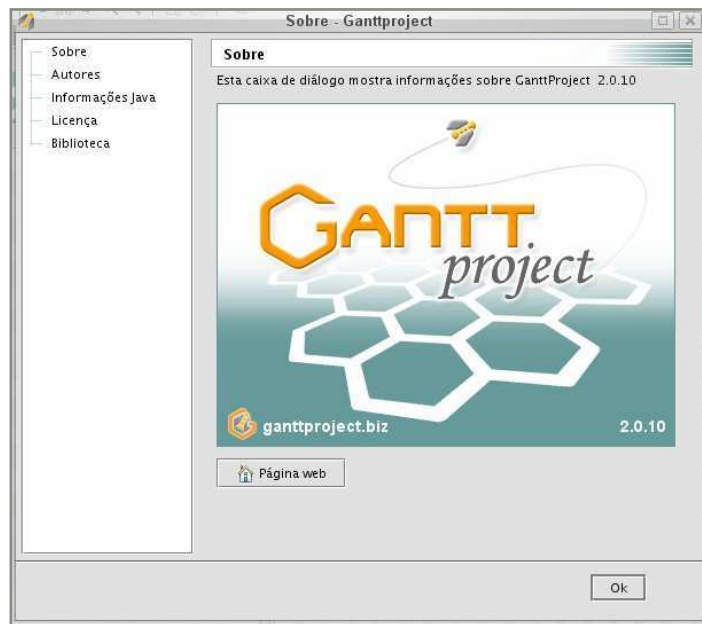 Sobre - Ganttproject
Sobre
Autores
Informações Java
Licença
Biblioteca
Sobre
Esta caixa de diálogo mostra informações sobre GanttProject 2.0.10
GANTT
project
ganttproject.biz
2.0.10
Página web
Ok